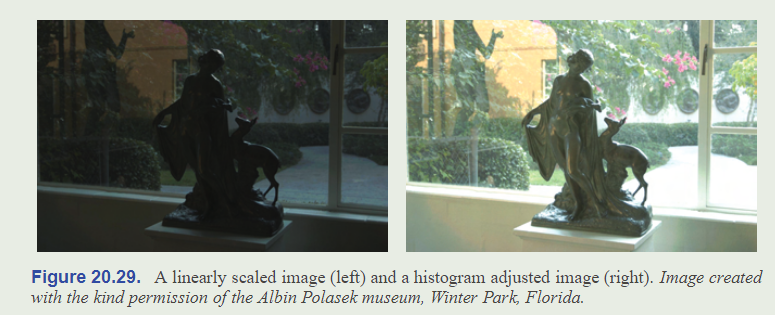 Figure 20.29. A linearly scaled image (left) and a histogram adjusted image (right). Image created
with the kind permission of the Albin Polasek museum, Winter Park, Florida.